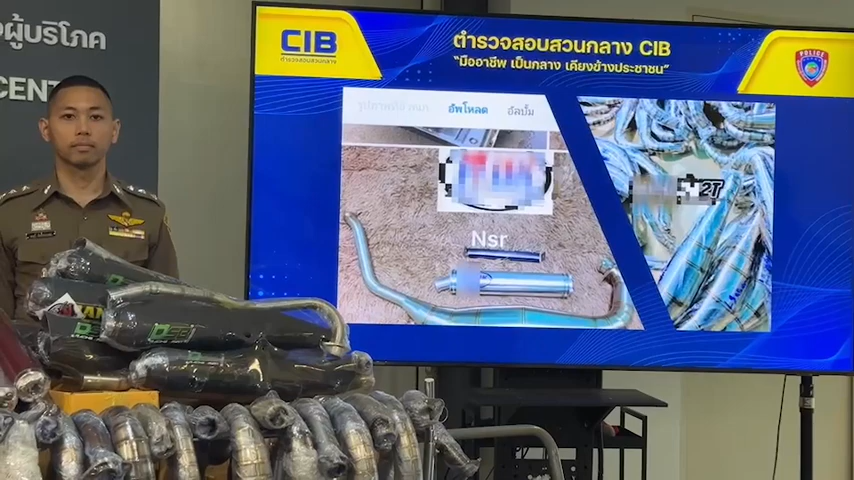 ผู้บริโภค
CENT
CIB
ตำรวจสอบสวนกลาง
ตำรวจสอบสวนกลาง CIB
"มืออาชีพ เป็นกลาง เคียงข้างประชาชน"
POLICE
อัพโหลด
อัลบั้ม
2T
Nsr